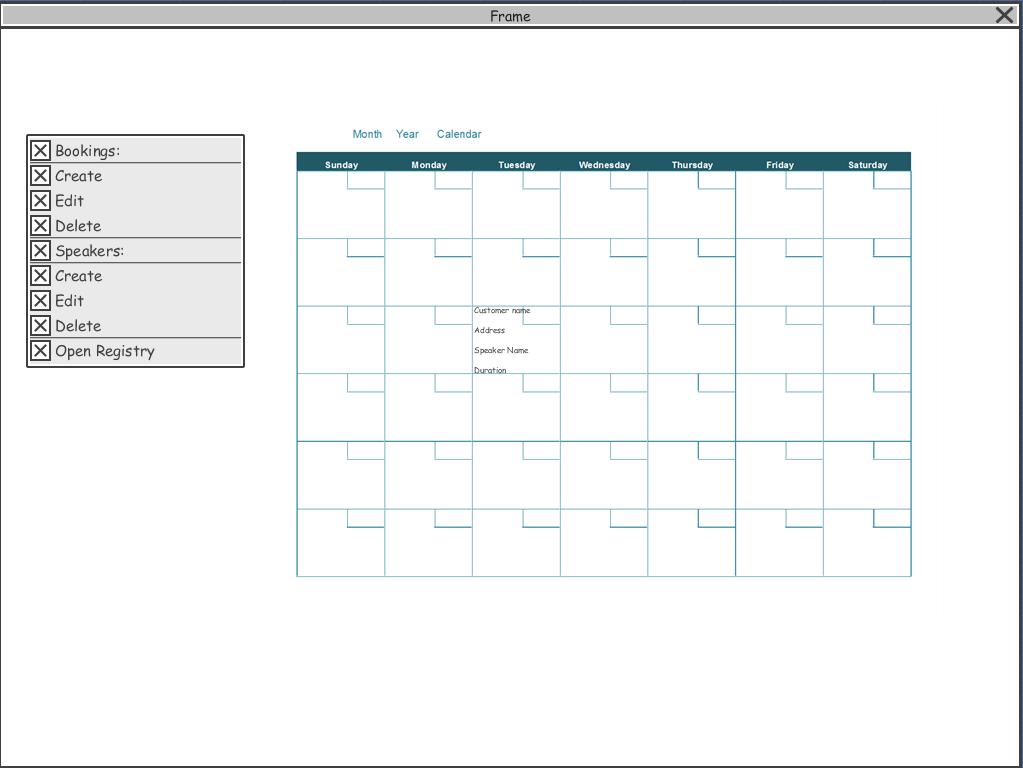 Frame
Bookings:
Create
Edit
Delete
Speakers:
Create
Edit
Delete
Open Registry
Month Year Calendar
Sunday Monday Tuesday Wednesday Thursday Friday Saturday
Customer name
Address
Speaker Name
Duration